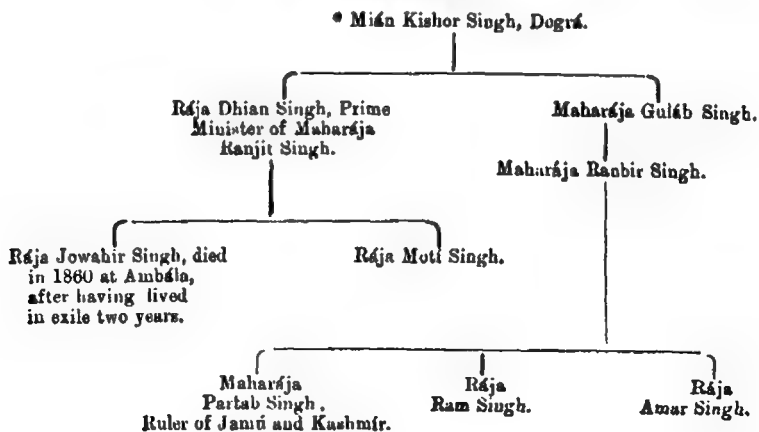 * Mián Kishor Singh, Dográ.
Rája Dhian Singh, Prime
Minister of Maharája
Ranjit Singh.
Maharája Guláb Singh.
Maharája Ranbir Singh.
Rája Jowahir Singh, died
in 1860 at Ambála,
after having lived
in exile two years.
Rája Moti Singh.
Maharája
Partab Singh,
Ruler of Jamú and Kashmír.
Rája
Ram Singh.
Rája
Amar Singh.